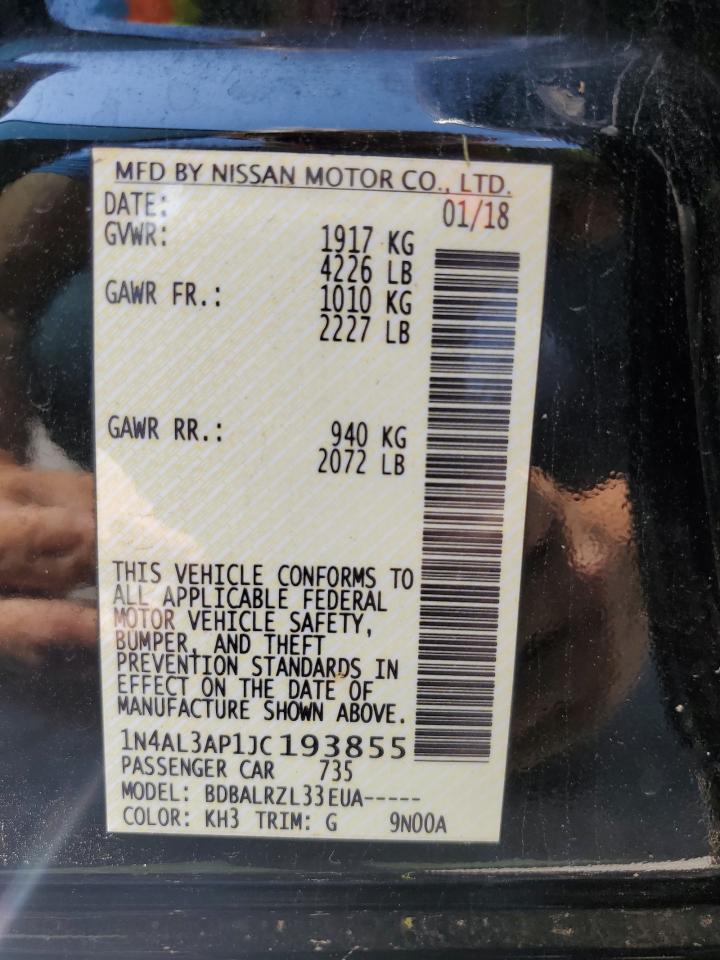 MFD BY NISSAN MOTOR CO., LTD.
DATE: 01/18
GVWR: 1917 KG
4226 LB
GAWR FR.: 1010 KG
2227 LB
GAWR RR.: 940 KG
2072 LB
THIS VEHICLE CONFORMS TO
ALL APPLICABLE FEDERAL
MOTOR VEHICLE SAFETY,
BUMPER, AND THEFT
PREVENTION STANDARDS IN
EFFECT ON THE DATE OF
MANUFACTURE SHOWN ABOVE.
1N4AL3AP1JC193855
PASSENGER CAR 735
MODEL: BDBALRZL33EUA-----
COLOR: KH3 TRIM: G 9N00A